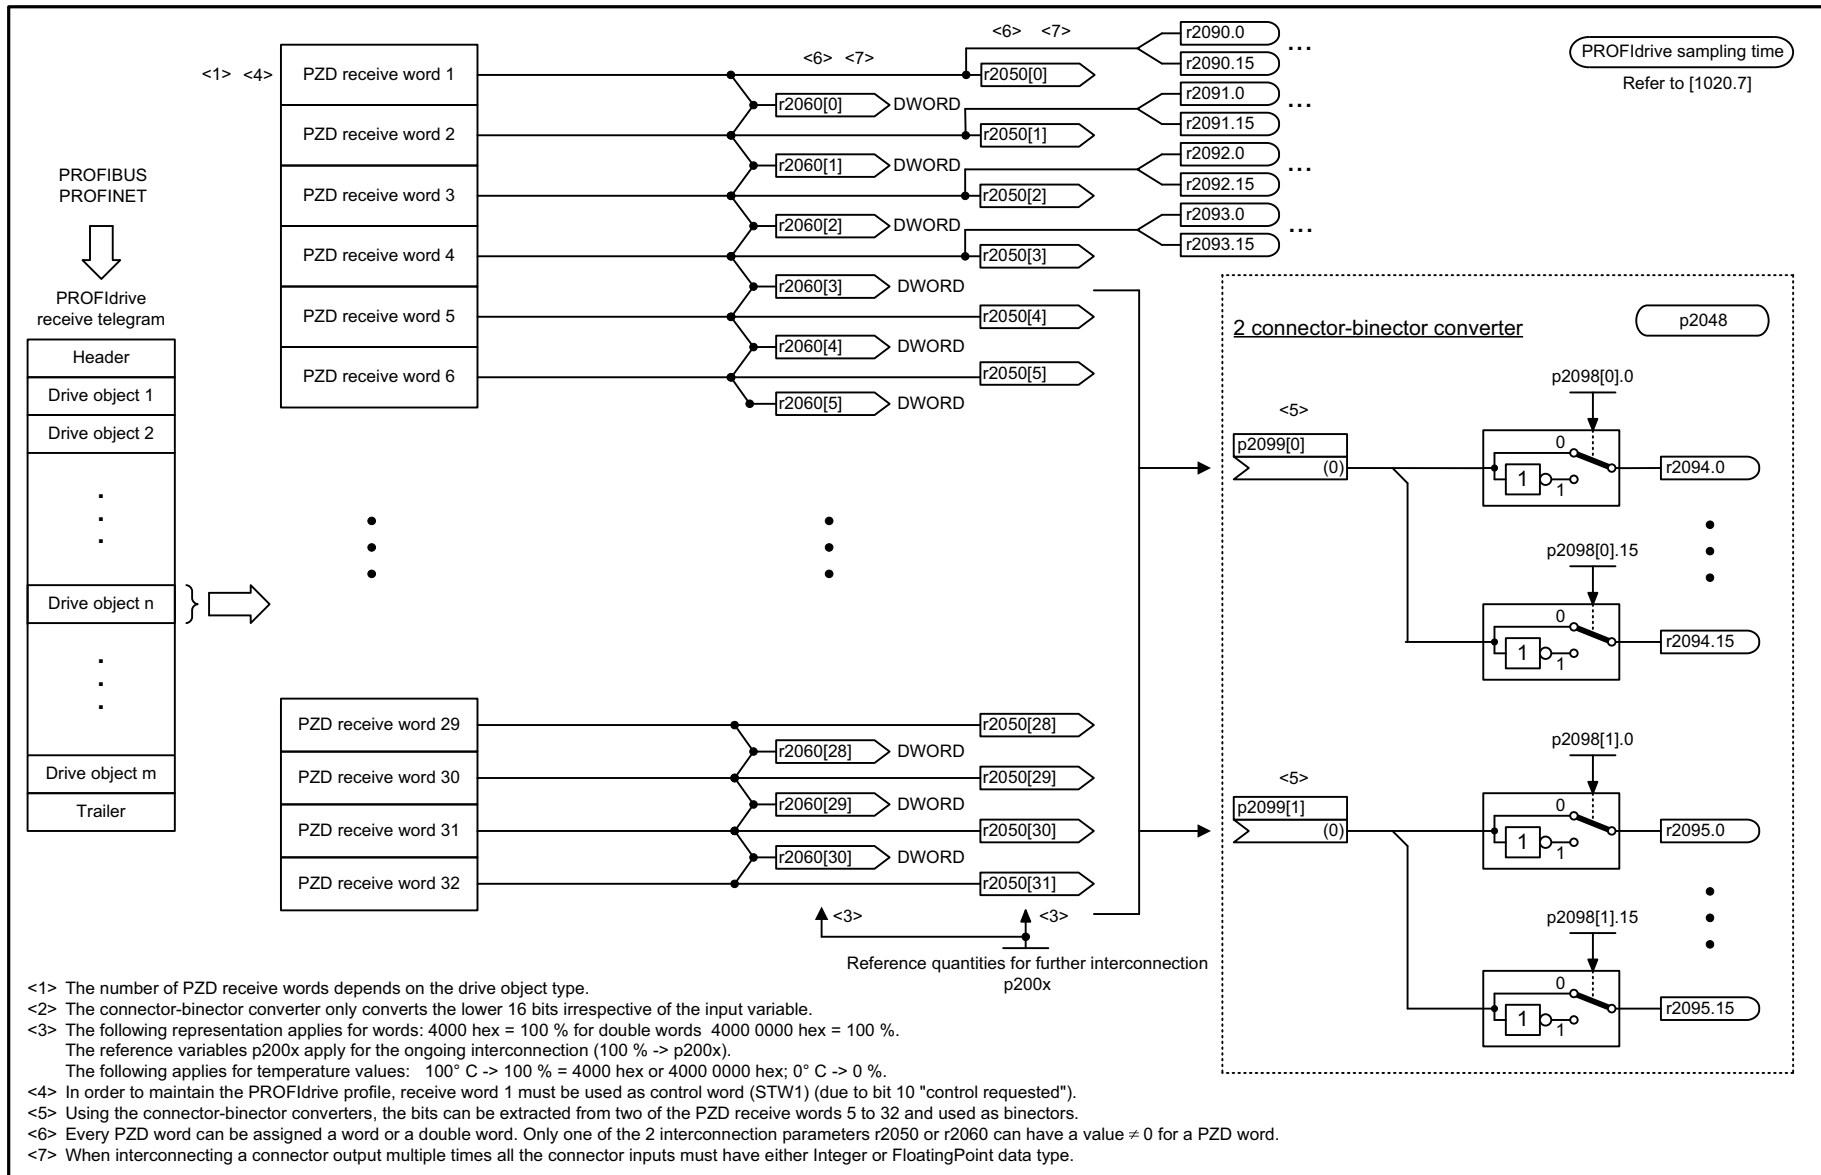 <6> <7>
r2090.0
...
PROFIdrive sampling time
<1> <4>
PZD receive word 1
<6> <7>
r2050[0]
r2090.15
Refer to [1020.7]
r2060[0]
DWORD
r2091.0
...
PZD receive word 2
r2050[1]
r2091.15
r2060[1]
DWORD
r2092.0
...
PROFIBUS
PROFINET
PZD receive word 3
r2050[2]
r2092.15
r2060[2]
DWORD
r2093.0
...
PZD receive word 4
r2050[3]
r2093.15
r2060[3]
DWORD
PROFIdrive
receive telegram
PZD receive word 5
r2050[4]
r2060[4]
DWORD
PZD receive word 6
r2050[5]
r2060[5]
DWORD
Header
Drive object 1
Drive object 2
Drive object n
Drive object m
Trailer
PZD receive word 29
r2050[28]
r2060[28]
DWORD
PZD receive word 30
r2050[29]
r2060[29]
DWORD
PZD receive word 31
r2050[30]
r2060[30]
DWORD
PZD receive word 32
r2050[31]
<3>
<3>
Reference quantities for further interconnection
p200x
2 connector-binector converter
p2048
p2098[0].0
<5>
p2099[0]
(0)
0
1
1
r2094.0
p2098[0].15
0
1
1
r2094.15
p2098[1].0
<5>
p2099[1]
(0)
0
1
1
r2095.0
p2098[1].15
0
1
1
r2095.15
<1> The number of PZD receive words depends on the drive object type.
<2> The connector-binector converter only converts the lower 16 bits irrespective of the input variable.
<3> The following representation applies for words: 4000 hex = 100 % for double words 4000 0000 hex = 100 %.
The reference variables p200x apply for the ongoing interconnection (100 % -> p200x).
The following applies for temperature values: 100° C -> 100 % = 4000 hex or 4000 0000 hex; 0° C -> 0 %.
<4> In order to maintain the PROFIdrive profile, receive word 1 must be used as control word (STW1) (due to bit 10 "control requested").
<5> Using the connector-binector converters, the bits can be extracted from two of the PZD receive words 5 to 32 and used as binectors.
<6> Every PZD word can be assigned a word or a double word. Only one of the 2 interconnection parameters r2050 or r2060 can have a value ≠ 0 for a PZD word.
<7> When interconnecting a connector output multiple times all the connector inputs must have either Integer or FloatingPoint data type.